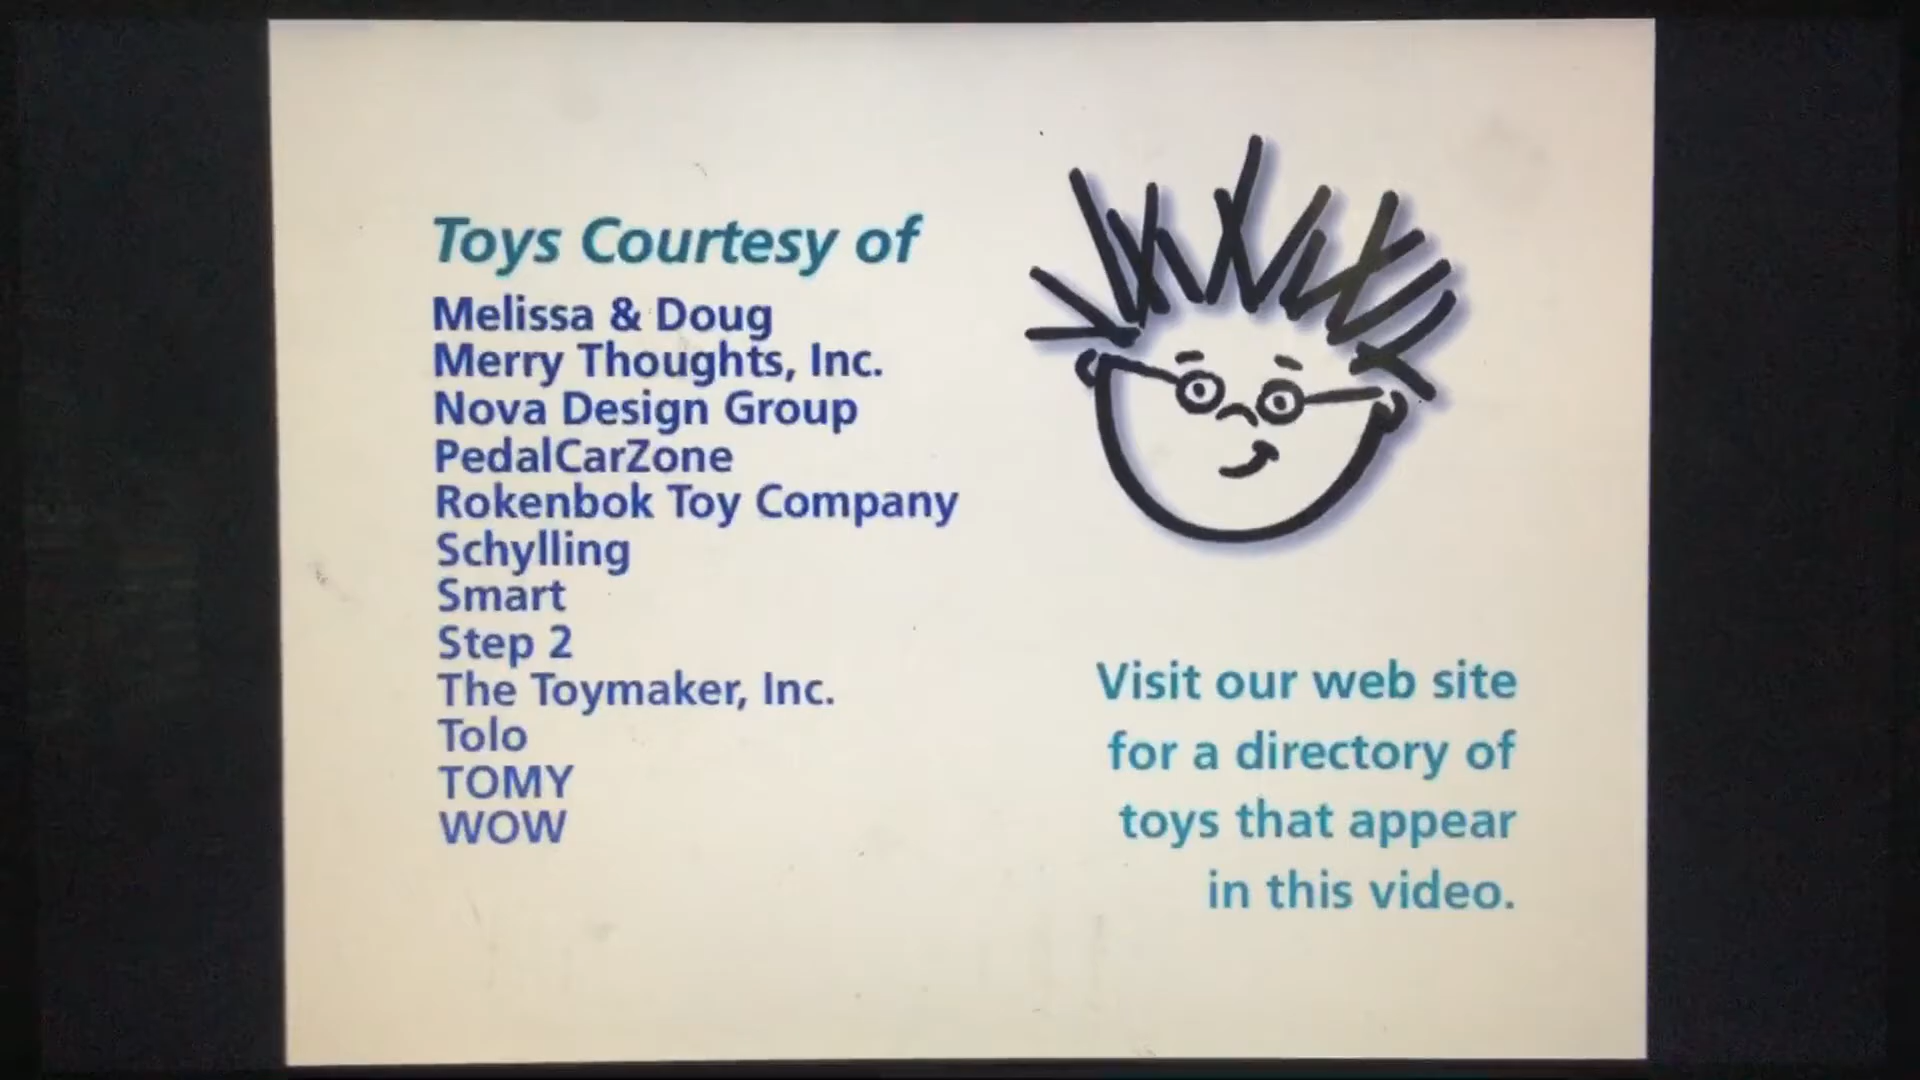 Toys Courtesy of
Melissa & Doug
Merry Thoughts, Inc.
Nova Design Group
PedalCarZone
Rokenbok Toy Company
Schylling
Smart
Step 2
The Toymaker, Inc.
Tolo
TOMY
WOW
Visit our web site
for a directory of
toys that appear
in this video.